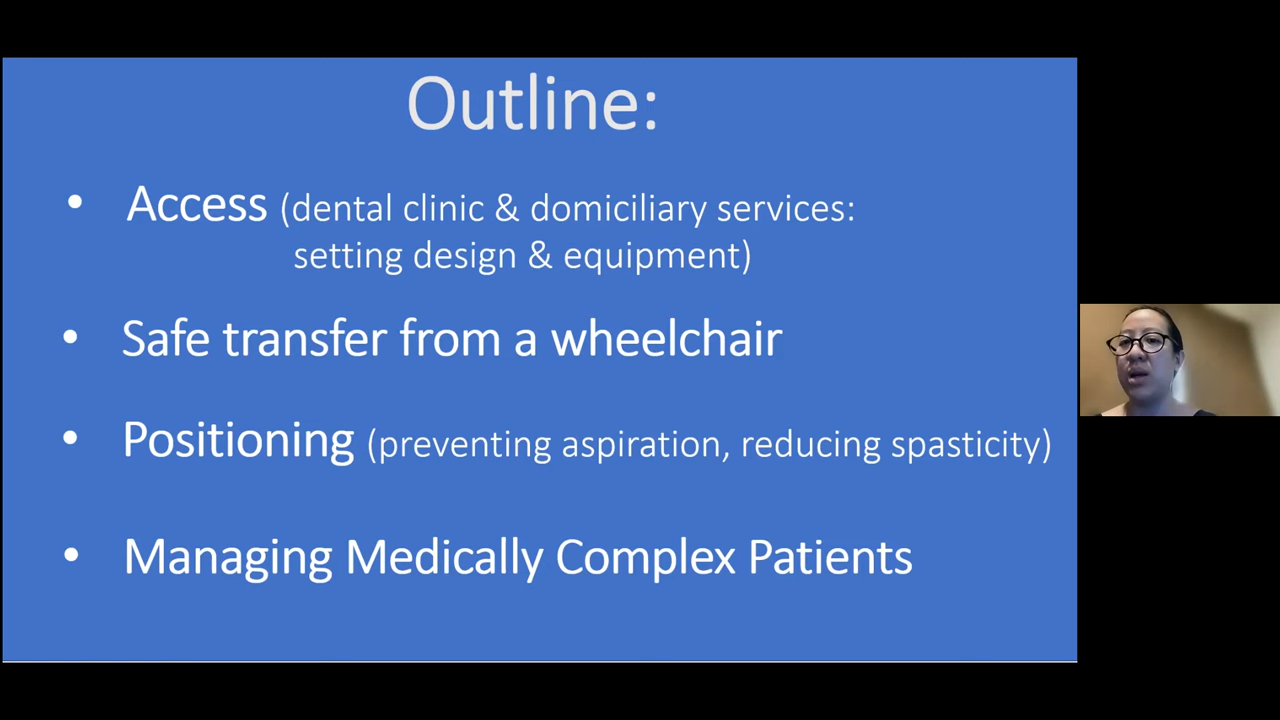 Outline:
• Access (dental clinic & domiciliary services:
setting design & equipment)
• Safe transfer from a wheelchair
• Positioning (preventing aspiration, reducing spasticity)
• Managing Medically Complex Patients